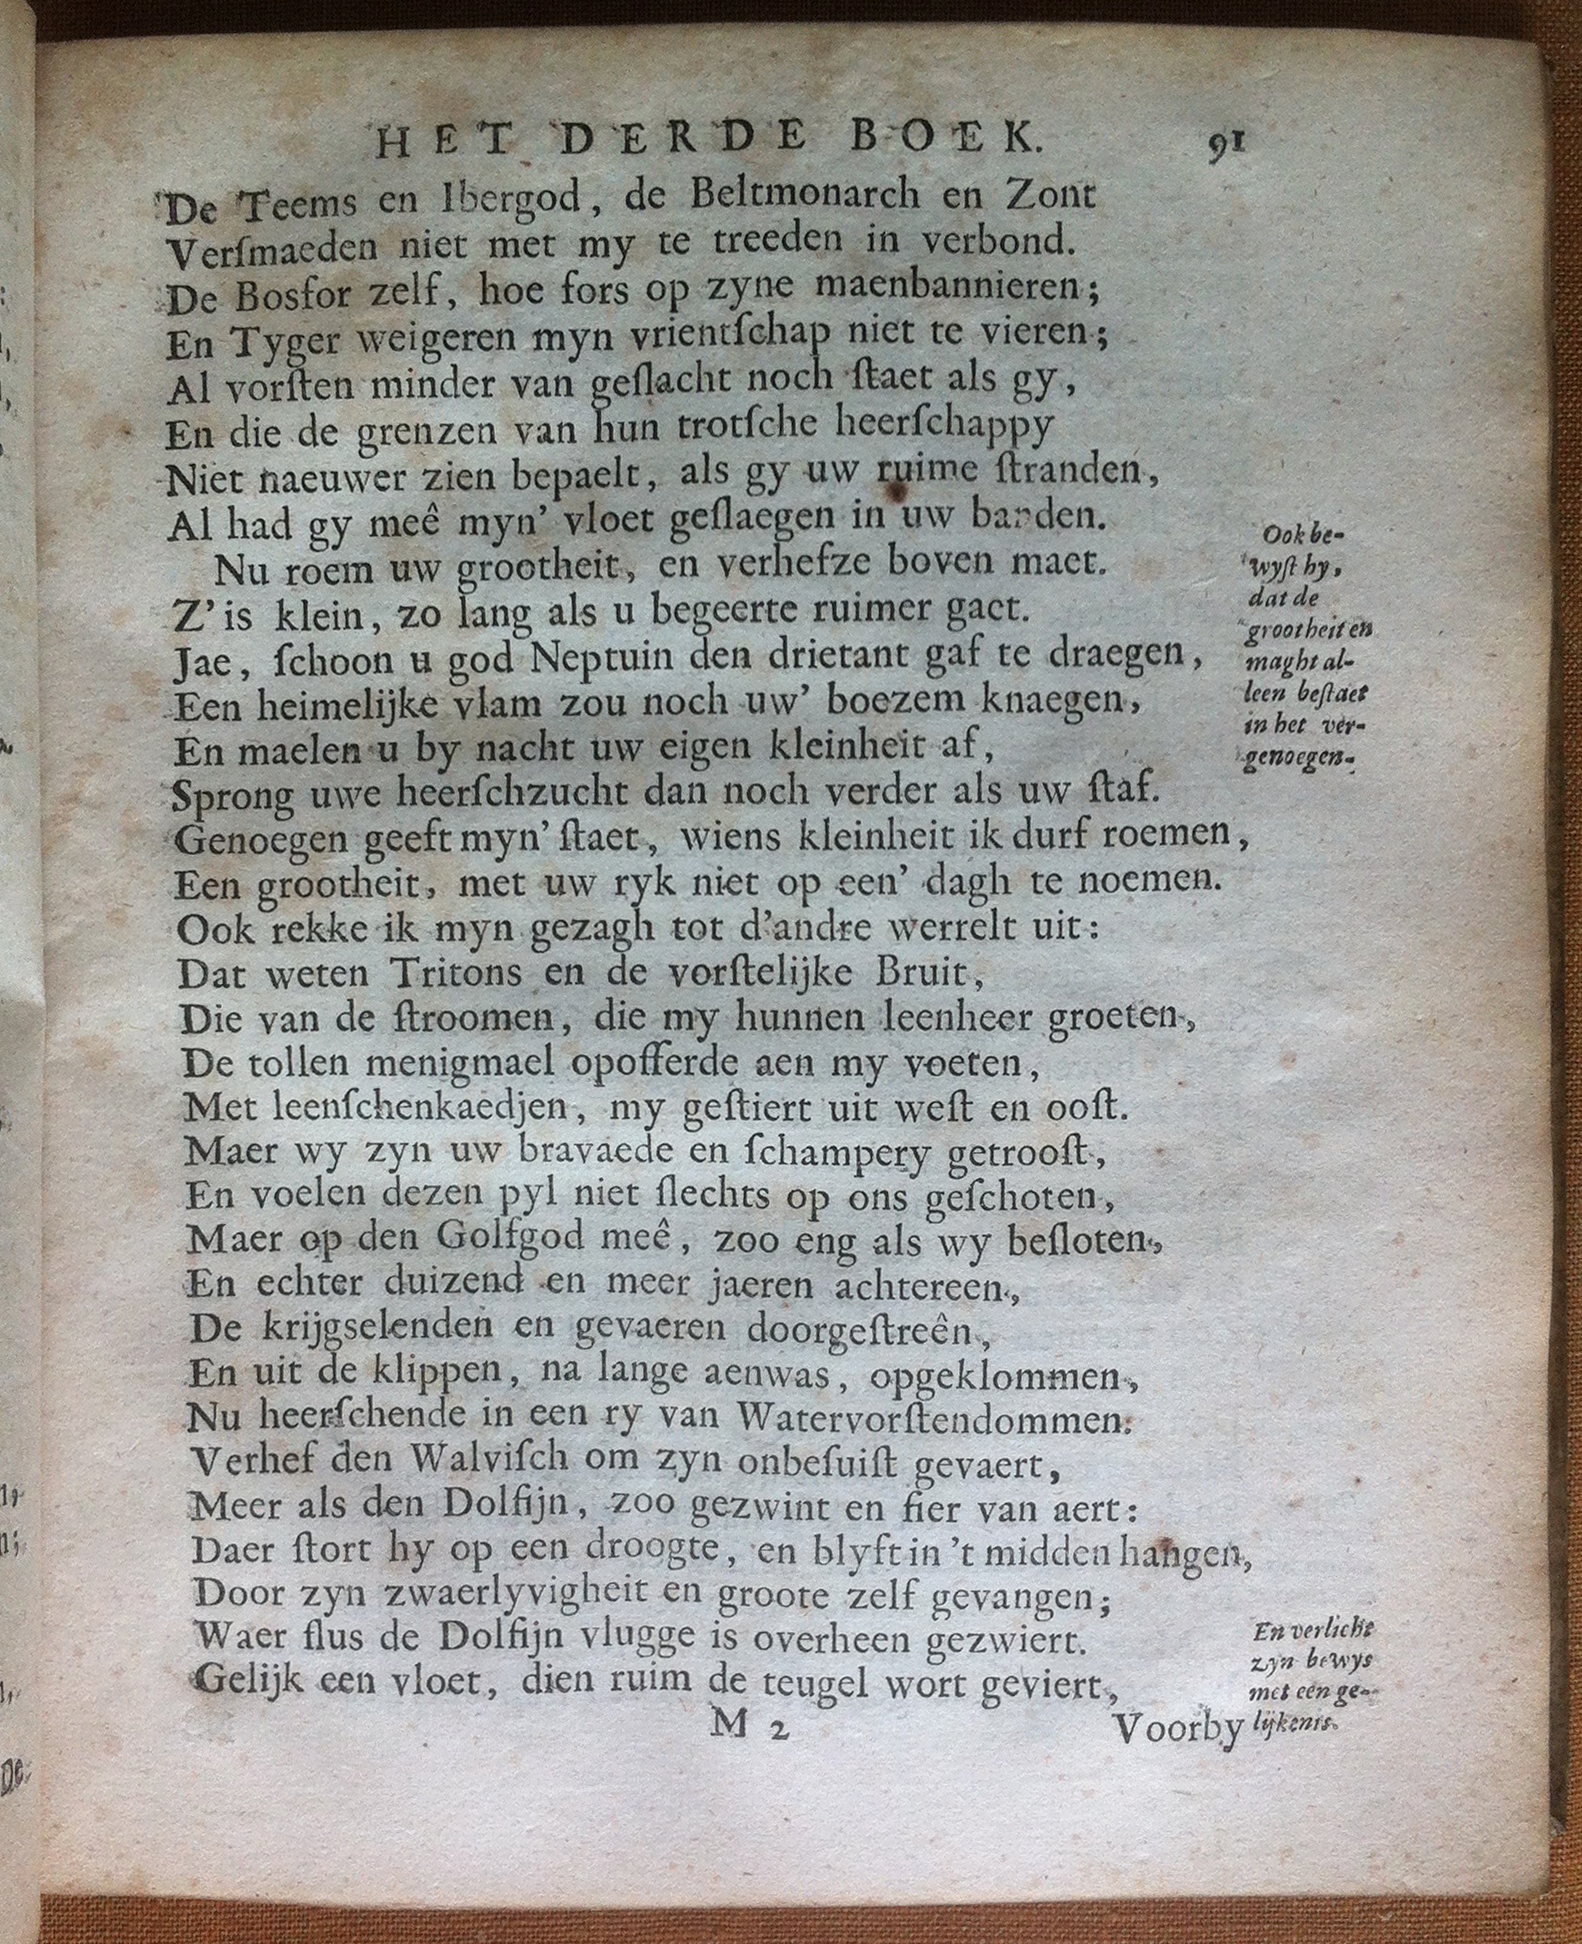 HET DERDE BOEK. 91
De Teems en Ibergod, de Beltmonarch en Zont
Verſmaeden niet met my te treeden in verbond.
De Bosfor zelf, hoe fors op zyne maenbannieren;
En Tyger weigeren myn vrientſchap niet te vieren;
Al vorſten minder van geſlacht noch ſtaet als gy,
En die de grenzen van hun trotſche heerſchappy
Niet naeuwer zien bepaelt, als gy uw ruime ſtranden,
Al had gy meê myn' vloet geſlaegen in uw banden.
Nu roem uw grootheit, en verhefze boven maet.
Z' is klein, zo lang als u begeerte ruimer gaet.
Jae, ſchoon u god Neptuin den drietant gaf te draegen,
Een heimelijke vlam zou noch uw' boezem knaegen,
En maelen u by nacht uw eigen kleinheit af,
Sprong uwe heerſchzucht dan noch verder als uw ſtaf.
Genoegen geeft myn' ſtaet, wiens kleinheit ik durf roemen,
Een grootheit, met uw ryk niet op een' dagh te noemen.
Ook rekke ik myn gezagh tot d'andre werrelt uit:
Dat weten Tritons en de vorſtelijke Bruit,
Die van de ſtroomen, die my hunnen leenheer groeten,
De tollen menigmael opofferde aen my voeten,
Met leenſchenkaedjen, my geſtiert uit weſt en ooſt.
Maer wy zyn uw bravaede en ſchampery getrooſt,
En voelen dezen pyl niet ſlechts op ons geſchoten,
Maer op den Golfgod meê, zoo eng als wy beſloten,
En echter duizend en meer jaeren achtereen,
De krijgselenden en gevaeren doorgeſtreên,
En uit de klippen, na lange aenwas, opgeklommen,
Nu heerſchende in een ry van Watervorſtendommen.
Verhef den Walviſch om zyn onbeſuiſt gevaert,
Meer als den Dolfijn, zoo gezwint en fier van aert:
Daer ſtort hy op een droogte, en blyft in 't midden hangen,
Door zyn zwaerlyvigheit en groote zelf gevangen;
Waer flus de Dolfijn vlugge is overheen gezwiert.
Gelijk een vloet, dien ruim de teugel wort geviert,
M 2 Voorby
Ook be-
wyſt hy,
dat de
grootheit en
maght al-
leen beſtaet
in het ver-
genoegen.
En verlicht
zyn bewys
met een ge-
lijkenis.